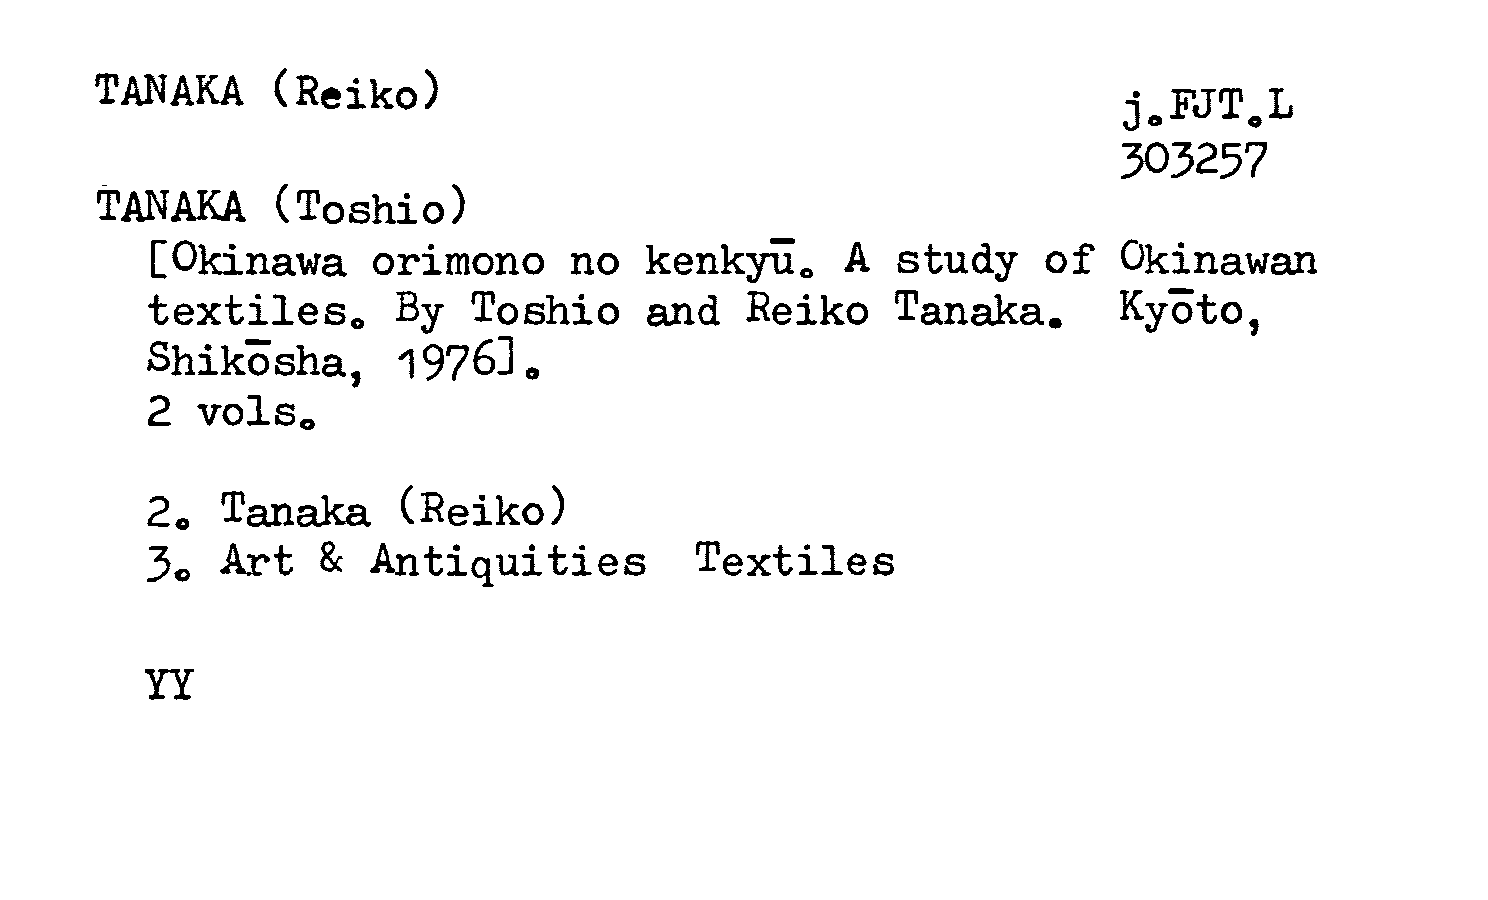 TANAKA (Reiko)
j.FJT.L
303257
TANAKA (Toshio)
[Okinawa orimono no kenkyū. A study of Okinawan
textiles. By Toshio and Reiko Tanaka. Kyōto,
Shikōsha, 1976].
2 vols.
2. Tanaka (Reiko)
3. Art & Antiquities Textiles
YY